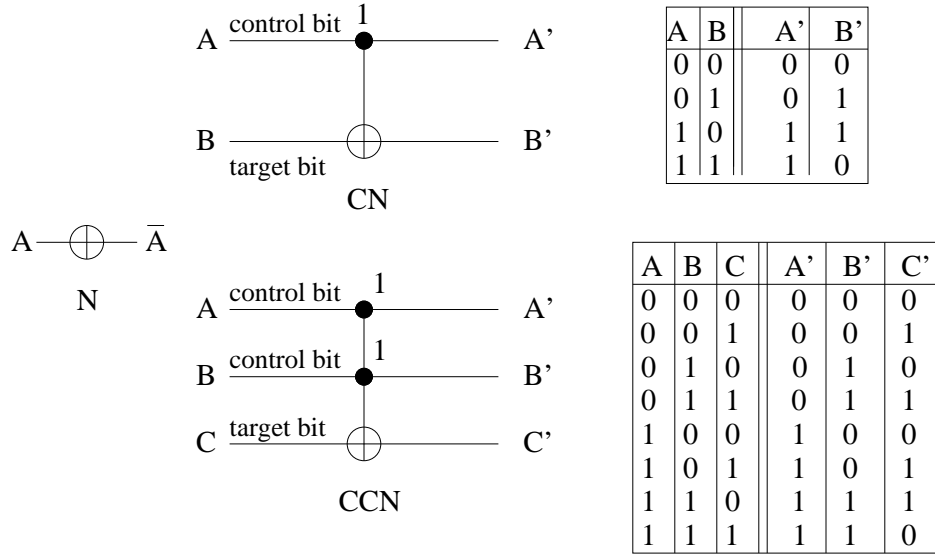 1
A control bit A'
B B'
target bit
CN
A B A' B'
0 0 0 0
0 1 0 1
1 0 1 1
1 1 1 0
A A̅
N
1
A control bit A'
1
B control bit B'
C target bit C'
CCN
A B C A' B' C'
0 0 0 0 0 0
0 0 1 0 0 1
0 1 0 0 1 0
0 1 1 0 1 1
1 0 0 1 0 0
1 0 1 1 0 1
1 1 0 1 1 1
1 1 1 1 1 0